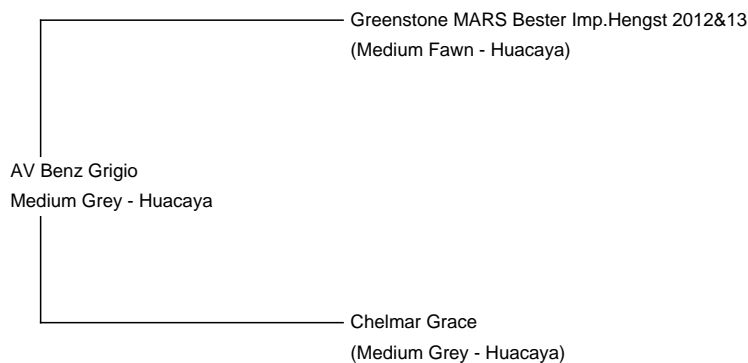 Greenstone MARS Bester Imp.Hengst 2012&13
(Medium Fawn - Huacaya)
AV Benz Grigio
Medium Grey - Huacaya
Chelmar Grace
(Medium Grey - Huacaya)